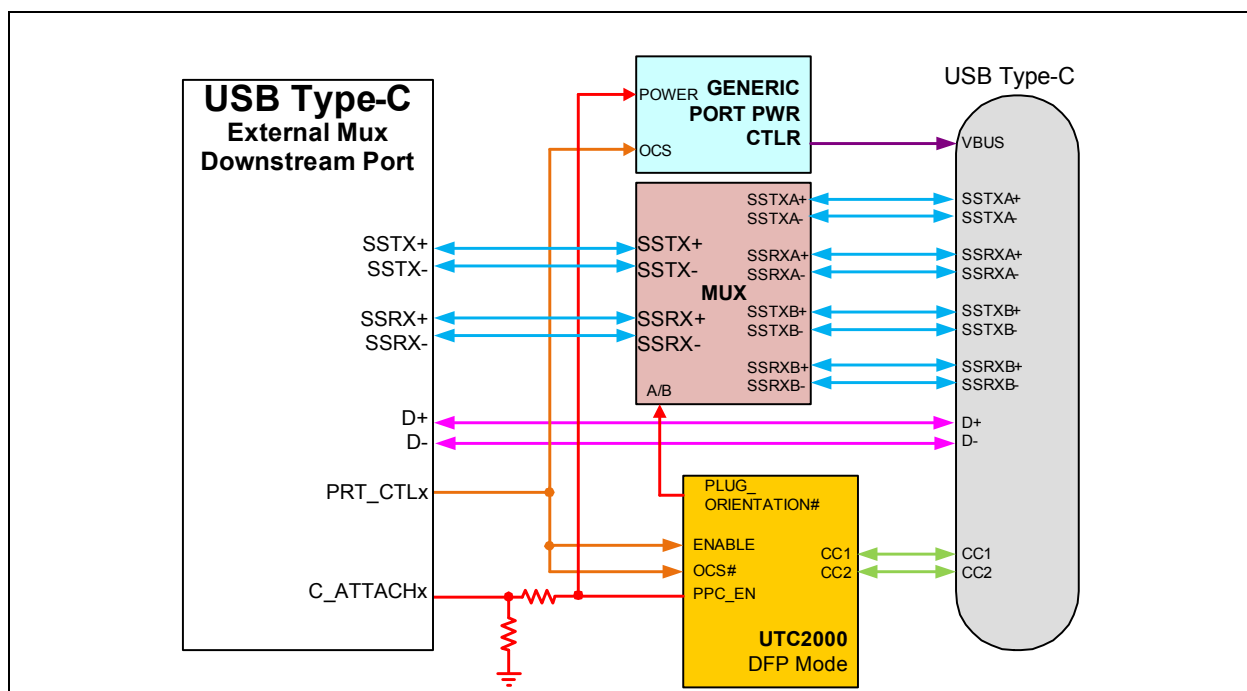 USB Type-C
External Mux
Downstream Port
SSTX+
SSTX-
SSRX+
SSRX-
D+
D-
PRT_CTLx
C_ATTACHx
POWER
GENERIC
PORT PWR
CTLR
OCS
SSTX+
SSTX-
SSRX+
SSRX-
MUX
A/B
SSTXA+
SSTXA-
SSRXA+
SSRXA-
SSTXB+
SSTXB-
SSRXB+
SSRXB-
PLUG_
ORIENTATION#
ENABLE
OCS#
PPC_EN
CC1
CC2
UTC2000
DFP Mode
USB Type-C
VBUS
SSTXA+
SSTXA-
SSRXA+
SSRXA-
SSTXB+
SSTXB-
SSRXB+
SSRXB-
D+
D-
CC1
CC2